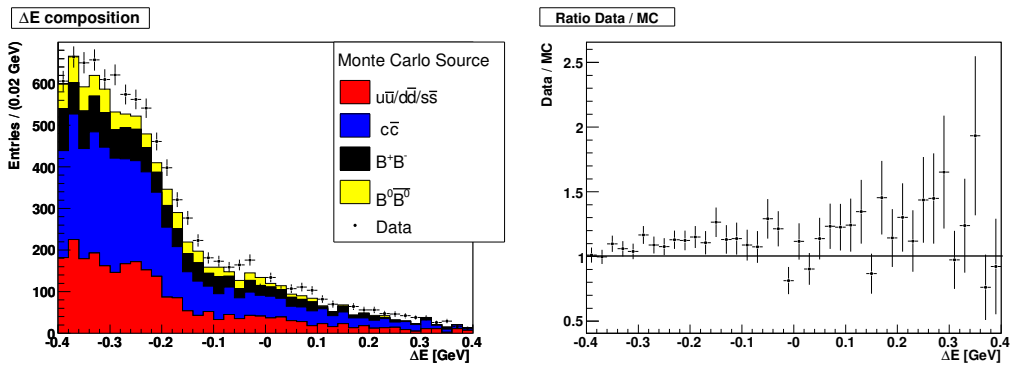 ΔE composition
Entries / (0.02 GeV)
600
500
400
300
200
100
0
-0.4 -0.3 -0.2 -0.1 -0 0.1 0.2 0.3 0.4
ΔE [GeV]
Monte Carlo Source
uu̅/dd̅/ss̅
cc̅
B⁺B⁻
B⁰B̅⁰
Data
Ratio Data / MC
Data / MC
2.5
2
1.5
1
0.5
-0.4 -0.3 -0.2 -0.1 -0 0.1 0.2 0.3 0.4
ΔE [GeV]